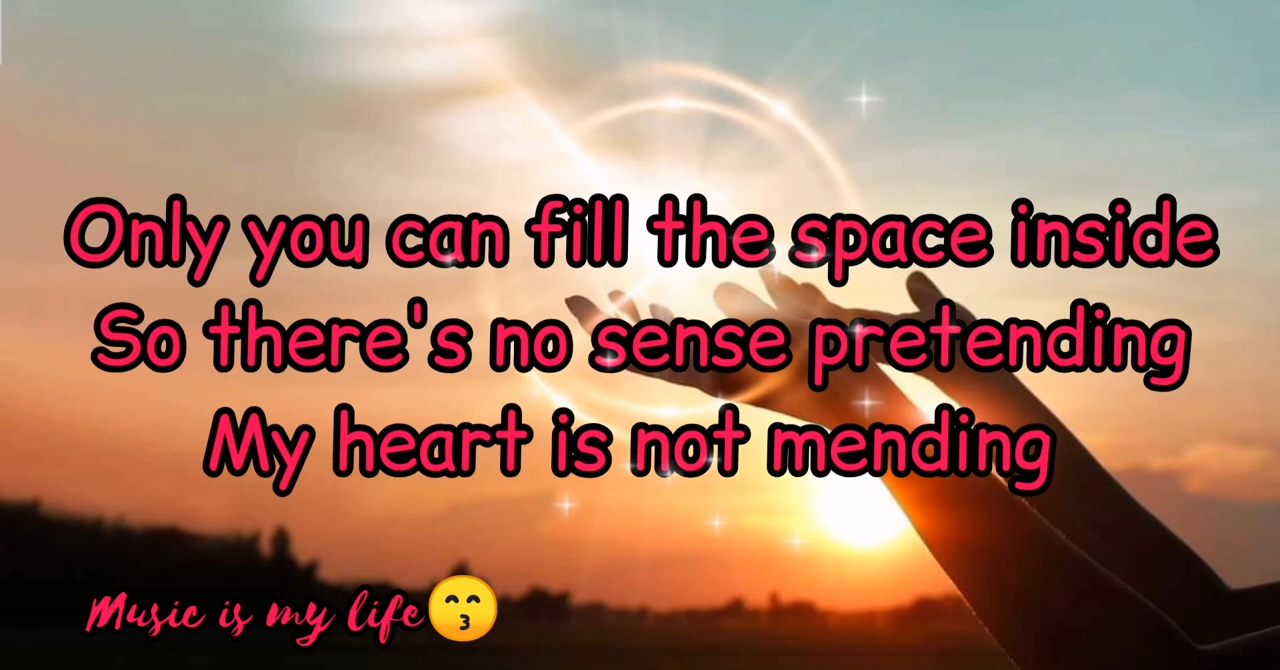 Only you can fill the space inside
So there's no sense pretending
My heart is not mending
Music is my life😙